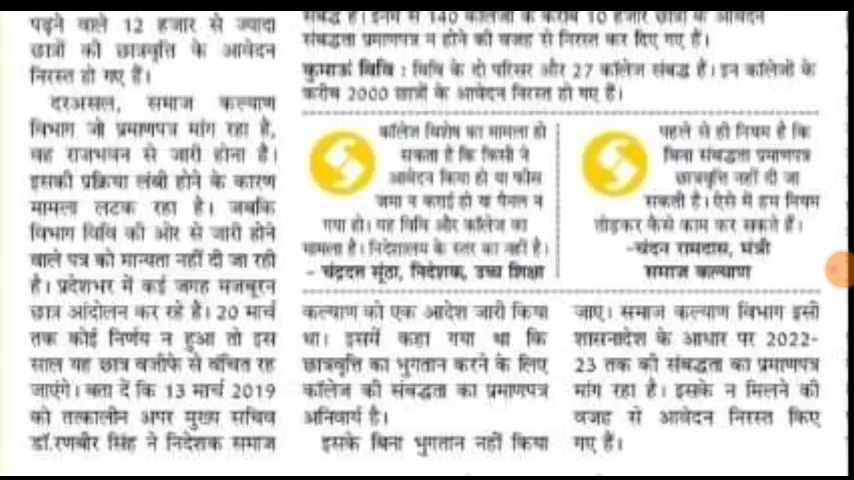 पढ़ने वाले 12 हजार से ज्यादा
छात्रों की छात्रवृत्ति के आवेदन
निरस्त हो गए हैं।
दरअसल, समाज कल्याण
विभाग जो प्रमाणपत्र मांग रहा है,
वह राजभवन से जारी होना है।
इसकी प्रक्रिया लंबी होने के कारण
मामला लटक रहा है। जबकि
विभाग विवि की ओर से जारी होने
वाले पत्र को मान्यता नहीं दी जा रही
है। प्रदेशभर में कई जगह मजबूरन
छात्र आंदोलन कर रहे हैं। 20 मार्च
तक कोई निर्णय न हुआ तो इस
साल यह छात्र वजीफे से वंचित रह
जाएंगे। बता दें कि 13 मार्च 2019
को तत्कालीन अपर मुख्य सचिव
डॉ.रणबीर सिंह ने निदेशक समाज
संबद्ध हैं। इनमें से 140 कॉलेजों के करीब 10 हजार छात्रों के आवेदन
संबद्धता प्रमाणपत्र न होने की वजह से निरस्त कर दिए गए हैं।
कुमाऊं विवि : विवि के दो परिसर और 27 कॉलेज संबद्ध हैं। इन कॉलेजों के
करीब 2000 छात्रों के आवेदन निरस्त हो गए हैं।
कॉलेज विशेष का मामला हो
सकता है कि किसी ने
आवेदन किया हो या फीस
जमा न कराई हो या पैनल न
गया हो। यह विवि और कॉलेज का
मामला है। निदेशालय के स्तर का नहीं है।
- चंद्रदत्त सूंठा, निदेशक, उच्च शिक्षा
पहले से ही नियम है कि
बिना संबद्धता प्रमाणपत्र
छात्रवृत्ति नहीं दी जा
सकती है। ऐसे में हम नियम
तोड़कर कैसे काम कर सकते हैं।
-चंदन रामदास, मंत्री
समाज कल्याण
कल्याण को एक आदेश जारी किया
था। इसमें कहा गया था कि
छात्रवृत्ति का भुगतान करने के लिए
कॉलेज की संबद्धता का प्रमाणपत्र
अनिवार्य है।
इसके बिना भुगतान नहीं किया
जाए। समाज कल्याण विभाग इसी
शासनादेश के आधार पर 2022-
23 तक की संबद्धता का प्रमाणपत्र
मांग रहा है। इसके न मिलने की
वजह से आवेदन निरस्त किए
गए हैं।